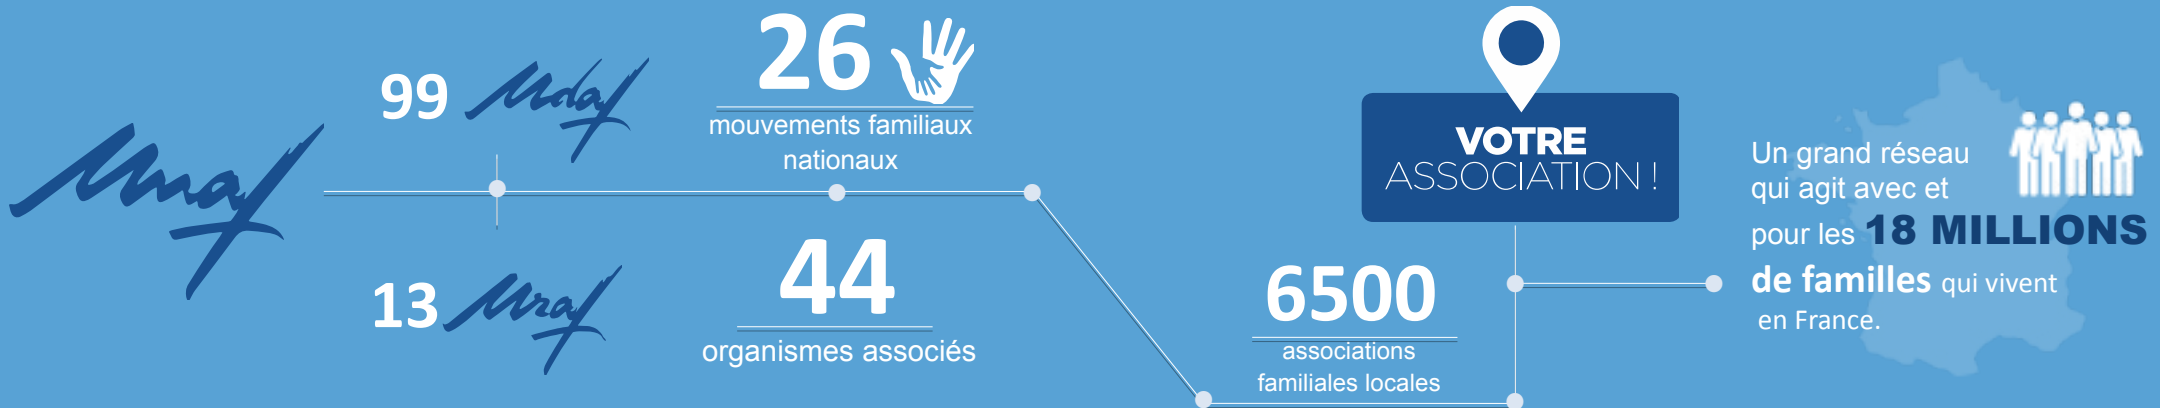 Unaf
99 Udaf
13 Uraf
26
mouvements familiaux
nationaux
44
organismes associés
6500
associations
familiales locales
VOTRE
ASSOCIATION !
Un grand réseau
qui agit avec et
pour les 18 MILLIONS
de familles qui vivent
en France.